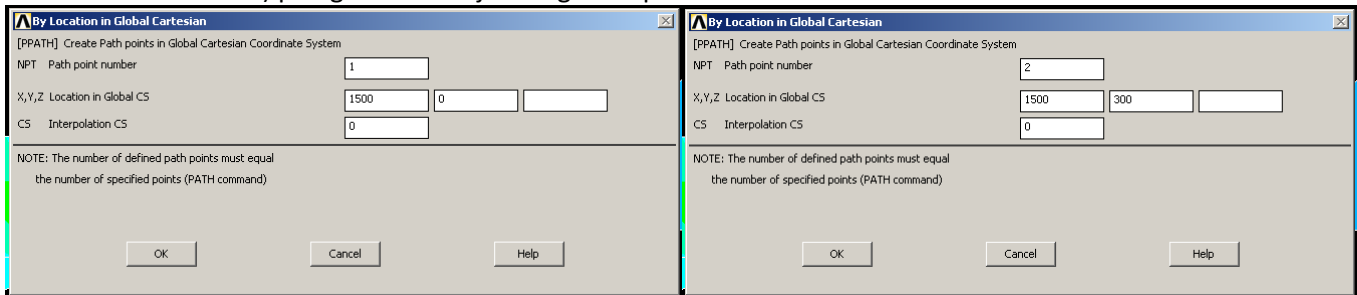 By Location in Global Cartesian
[PPATH] Create Path points in Global Cartesian Coordinate System
NPT Path point number 1
X,Y,Z Location in Global CS 1500 0
CS Interpolation CS 0
NOTE: The number of defined path points must equal
the number of specified points (PATH command)
OK Cancel Help
By Location in Global Cartesian
[PPATH] Create Path points in Global Cartesian Coordinate System
NPT Path point number 2
X,Y,Z Location in Global CS 1500 300
CS Interpolation CS 0
NOTE: The number of defined path points must equal
the number of specified points (PATH command)
OK Cancel Help